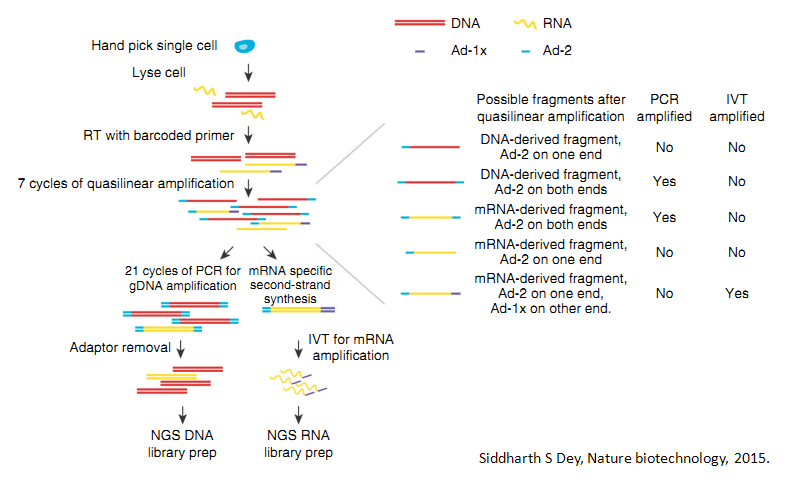 Hand pick single cell
Lyse cell
RT with barcoded primer
7 cycles of quasilinear amplification
21 cycles of PCR for
gDNA amplification
mRNA specific
second-strand
synthesis
Adaptor removal
IVT for mRNA
amplification
NGS DNA
library prep
NGS RNA
library prep
DNA
RNA
Ad-1x
Ad-2
Possible fragments after
quasilinear amplification
PCR
amplified
IVT
amplified
DNA-derived fragment,
Ad-2 on one end
No
No
DNA-derived fragment,
Ad-2 on both ends
Yes
No
mRNA-derived fragment,
Ad-2 on both ends
Yes
No
mRNA-derived fragment,
Ad-2 on one end
No
No
mRNA-derived fragment,
Ad-2 on one end,
Ad-1x on other end.
No
Yes
Siddharth S Dey, Nature biotechnology, 2015.